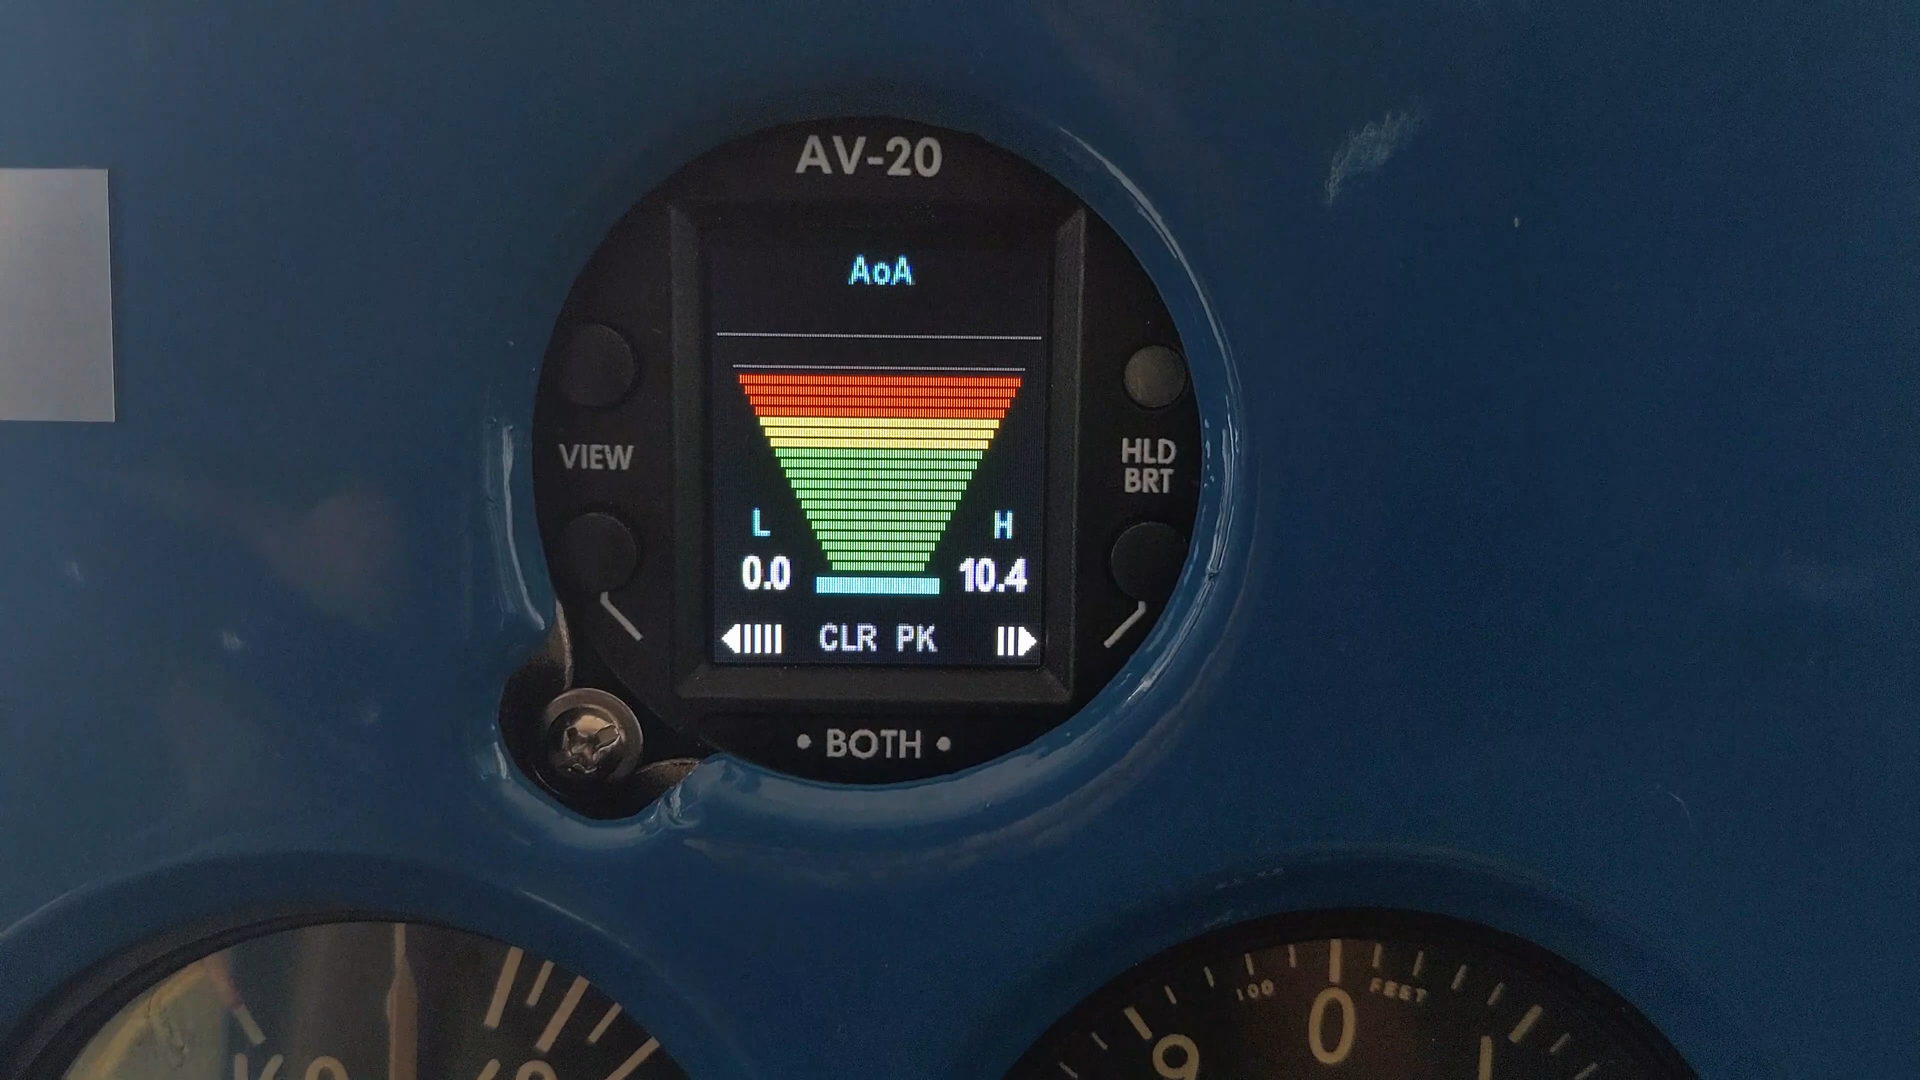 AV-20
AoA
VIEW
HLD
BRT
L
H
0.0
10.4
CLR PK
• BOTH •
100
FEET
0
9